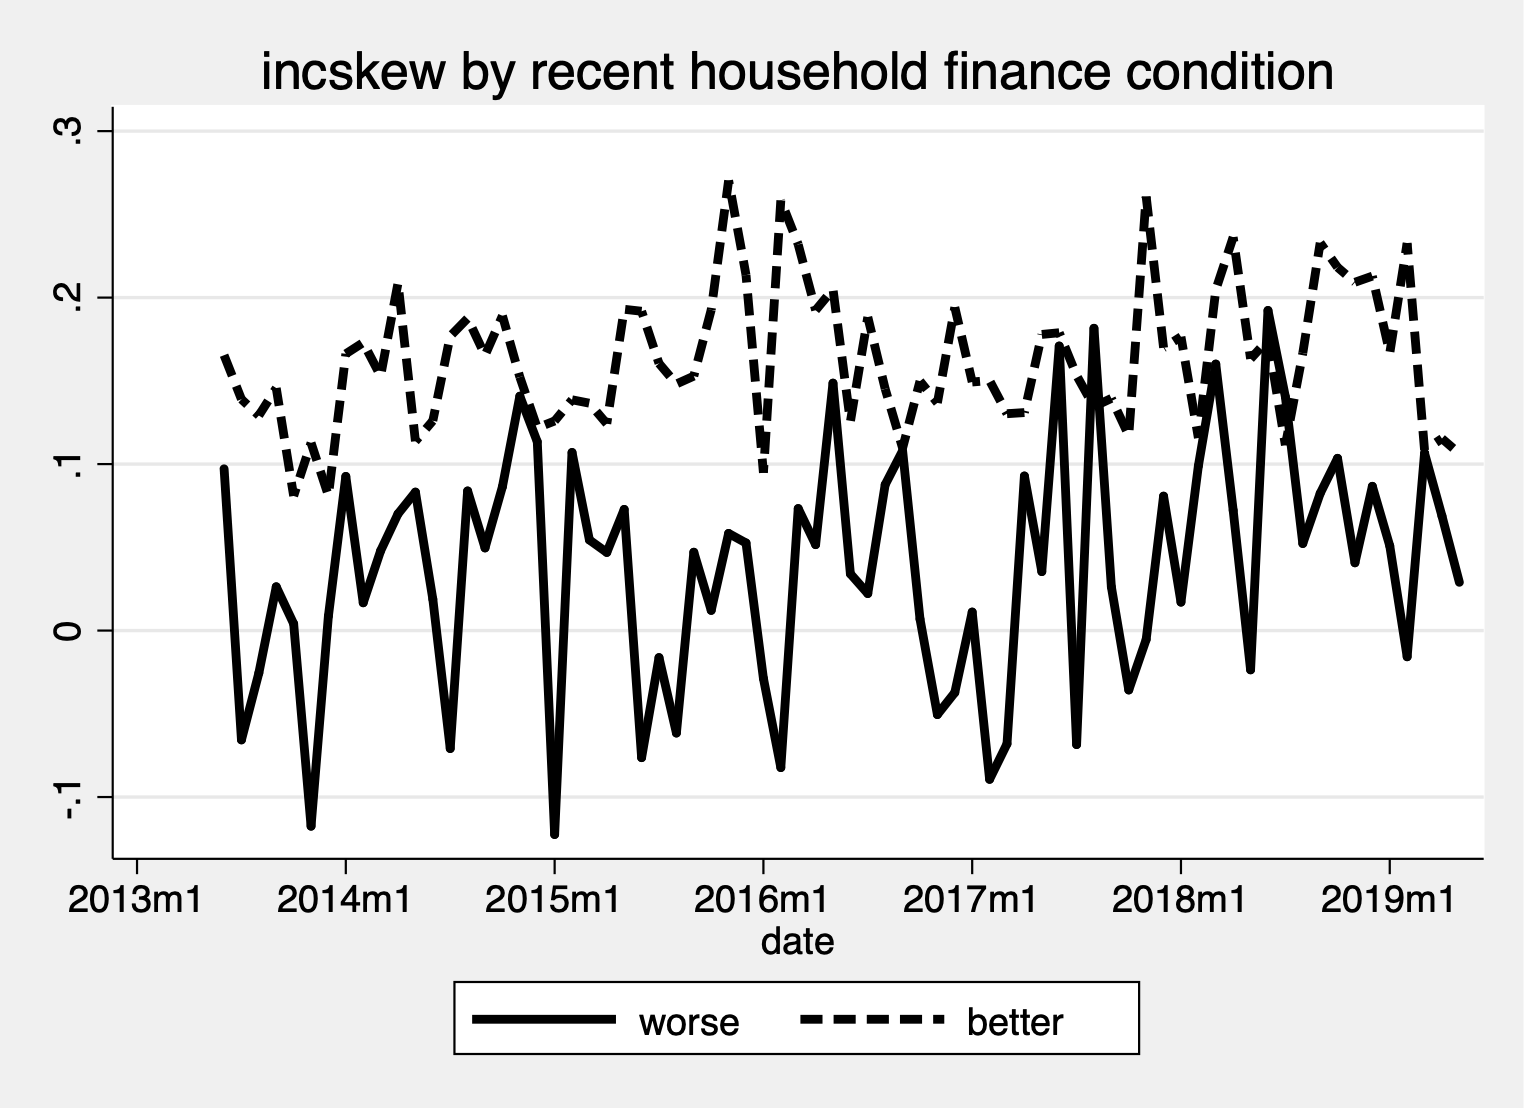 incskew by recent household finance condition
.3
.2
.1
0
-.1
2013m1 2014m1 2015m1 2016m1 2017m1 2018m1 2019m1
date
worse better